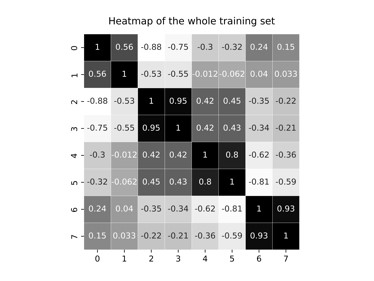 Heatmap of the whole training set
0 1 0.56 -0.88 -0.75 -0.3 -0.32 0.24 0.15
1 0.56 1 -0.53 -0.55 -0.012 -0.062 0.04 0.033
2 -0.88 -0.53 1 0.95 0.42 0.45 -0.35 -0.22
3 -0.75 -0.55 0.95 1 0.42 0.43 -0.34 -0.21
4 -0.3 -0.012 0.42 0.42 1 0.8 -0.62 -0.36
5 -0.32 -0.062 0.45 0.43 0.8 1 -0.81 -0.59
6 0.24 0.04 -0.35 -0.34 -0.62 -0.81 1 0.93
7 0.15 0.033 -0.22 -0.21 -0.36 -0.59 0.93 1
0 1 2 3 4 5 6 7